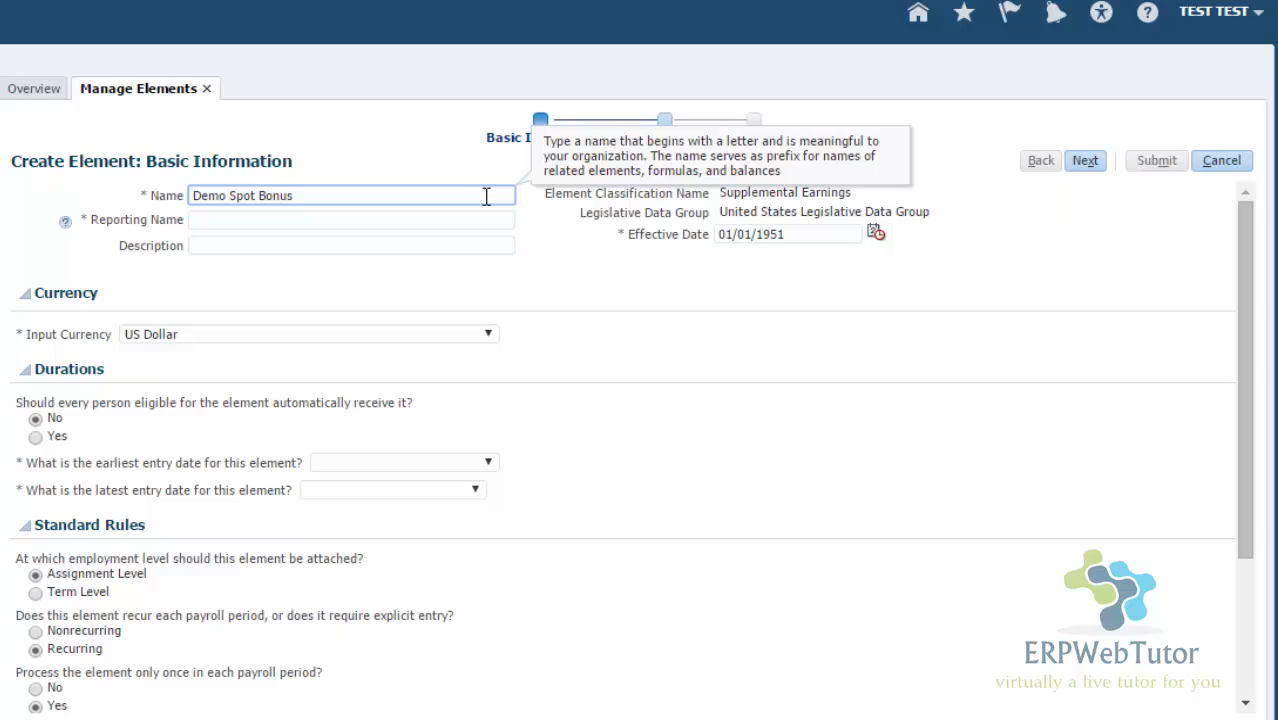 TEST TEST
Overview
Manage Elements ×
Type a name that begins with a letter and is meaningful to
your organization. The name serves as prefix for names of
related elements, formulas, and balances
Basic I
Create Element: Basic Information
Back
Next
Submit
Cancel
* Name Demo Spot Bonus
* Reporting Name
Description
Element Classification Name Supplemental Earnings
Legislative Data Group United States Legislative Data Group
* Effective Date 01/01/1951
Currency
* Input Currency US Dollar
Durations
Should every person eligible for the element automatically receive it?
No
Yes
* What is the earliest entry date for this element?
* What is the latest entry date for this element?
Standard Rules
At which employment level should this element be attached?
Assignment Level
Term Level
Does this element recur each payroll period, or does it require explicit entry?
Nonrecurring
Recurring
Process the element only once in each payroll period?
No
Yes
ERPWebTutor
virtually a live tutor for you